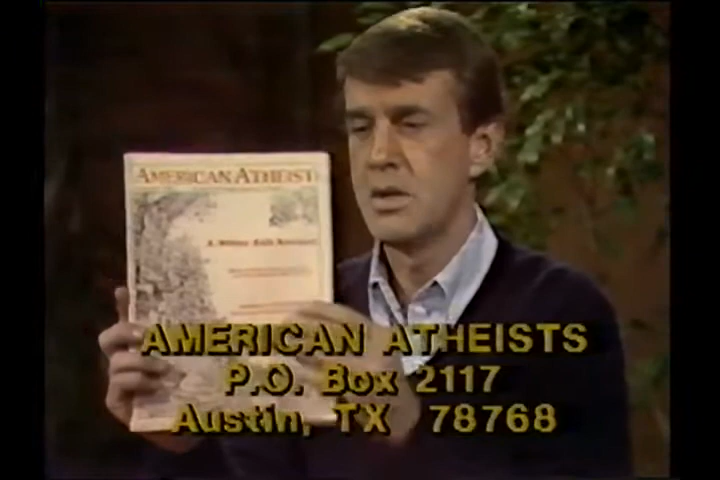 AMERICAN ATHEIST
AMERICAN ATHEISTS
P.O. Box 2117
Austin, TX 78768